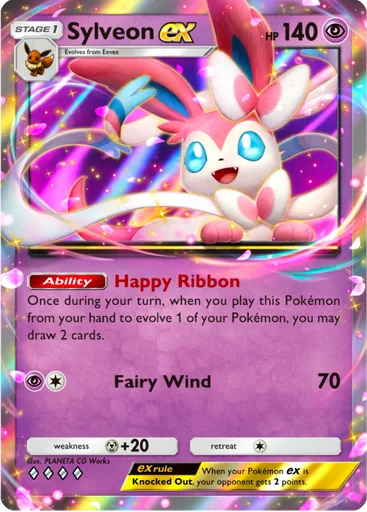 STAGE 1
Sylveon ex
HP 140
Evolves from Eevee
Ability Happy Ribbon
Once during your turn, when you play this Pokémon
from your hand to evolve 1 of your Pokémon, you may
draw 2 cards.
Fairy Wind 70
weakness +20 retreat
Illus. PLANETA CG Works
ex rule When your Pokémon ex is
Knocked Out, your opponent gets 2 points.